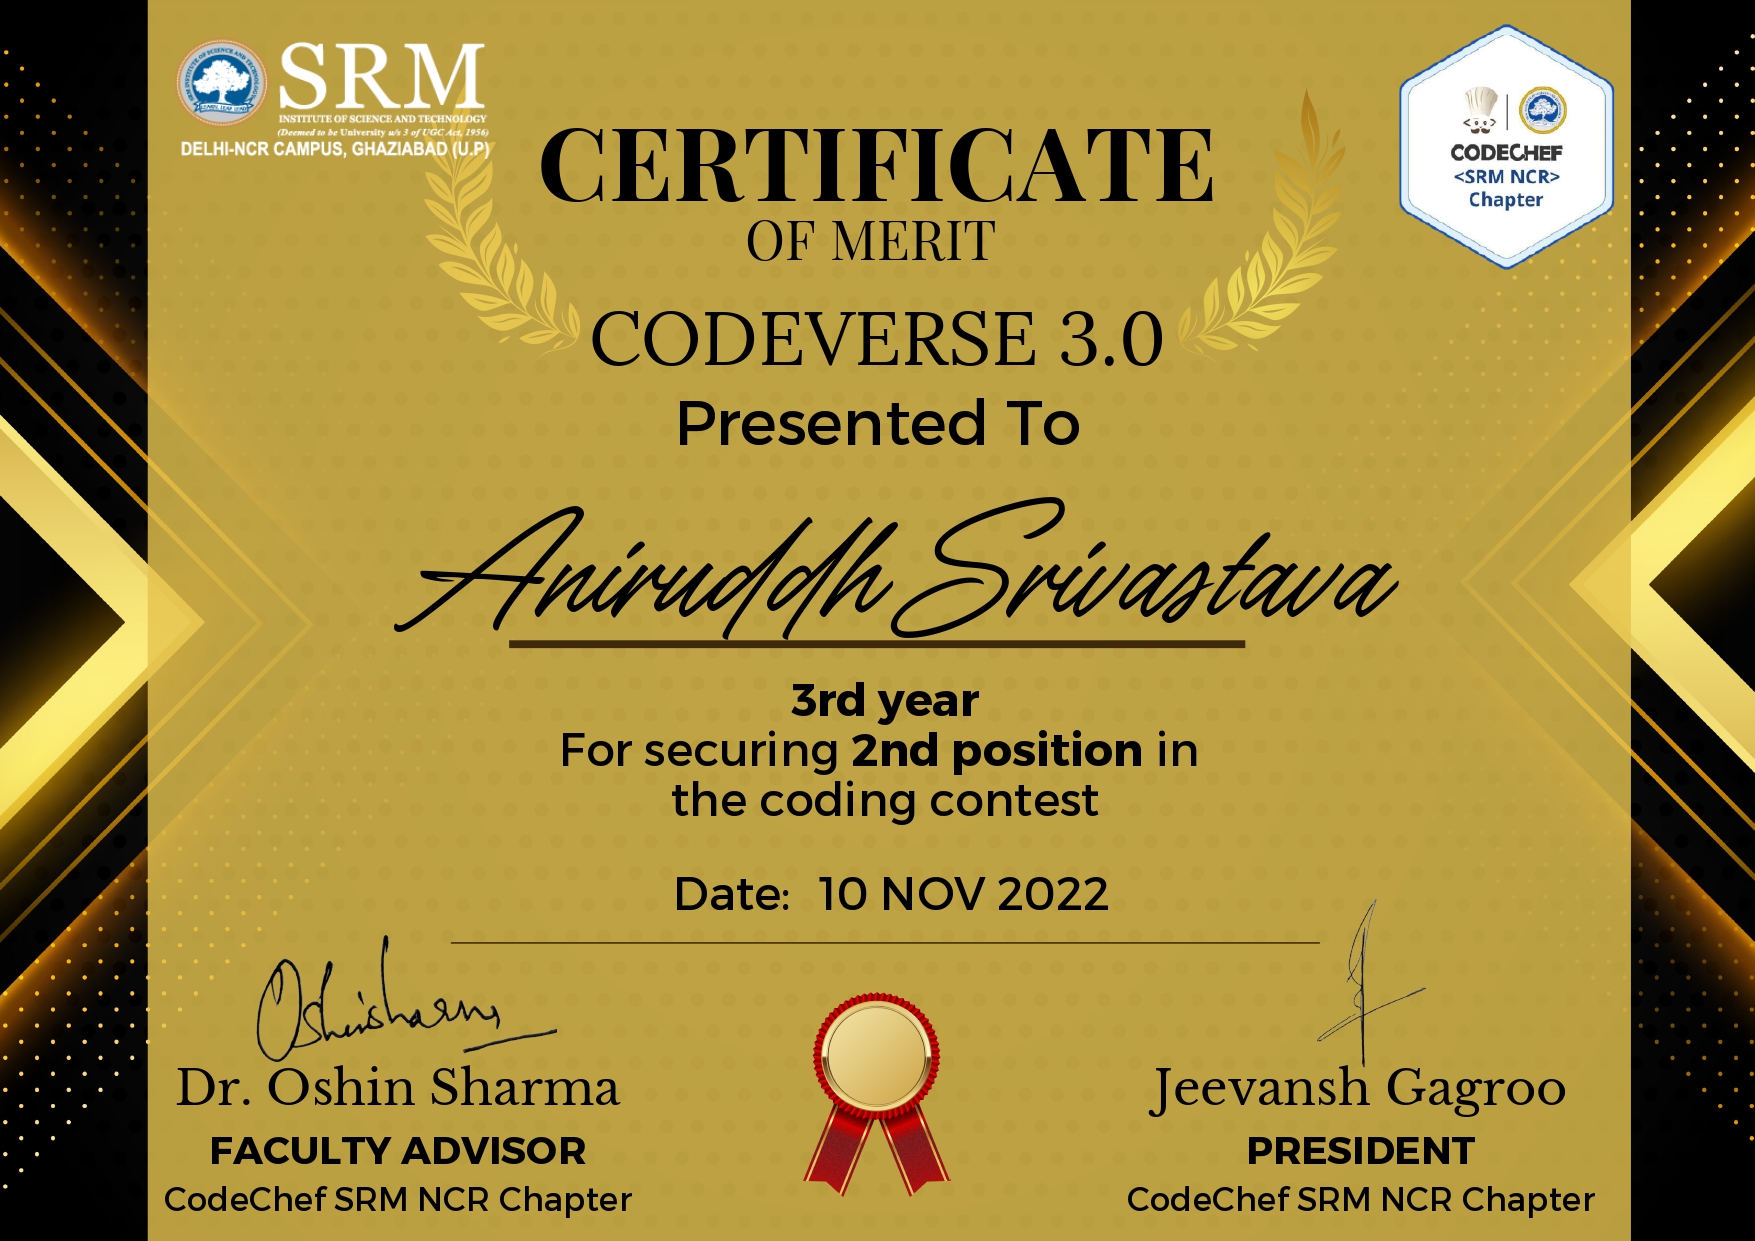 SRM
INSTITUTE OF SCIENCE AND TECHNOLOGY
(Deemed to be University u/s 3 of UGC Act, 1956)
DELHI-NCR CAMPUS, GHAZIABAD (U.P)
CODECHEF
<SRM NCR>
Chapter
CERTIFICATE
OF MERIT
CODEVERSE 3.0
Presented To
Aniruddh Srivastava
3rd year
For securing 2nd position in
the coding contest
Date: 10 NOV 2022
Oshinsharma
Dr. Oshin Sharma
FACULTY ADVISOR
CodeChef SRM NCR Chapter
Jeevansh Gagroo
PRESIDENT
CodeChef SRM NCR Chapter